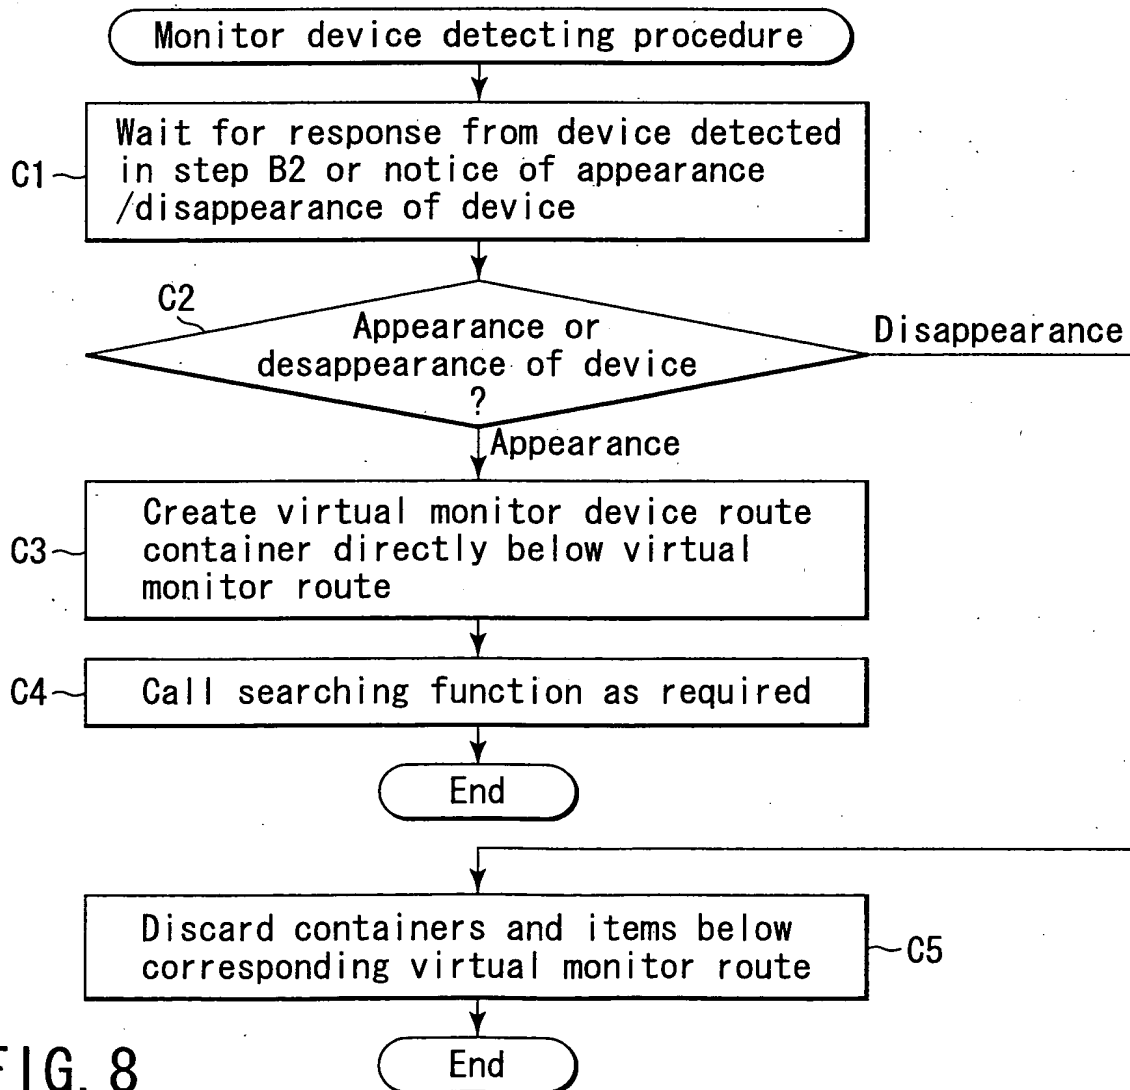 Monitor device detecting procedure
Wait for response from device detected
C1
in step B2 or notice of appearance
/disappearance of device
C2
Appearance or
desappearance of device
?
Disappearance
Appearance
Create virtual monitor device route
C3
container directly below virtual
monitor route
C4
Call searching function as required
End
Discard containers and items below
corresponding virtual monitor route
C5
End
FIG. 8